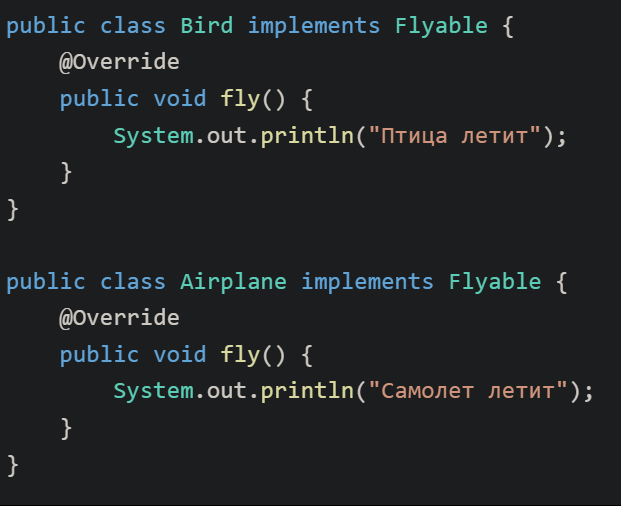 public class Bird implements Flyable {
    @Override
    public void fly() {
        System.out.println("Птица летит");
    }
}

public class Airplane implements Flyable {
    @Override
    public void fly() {
        System.out.println("Самолет летит");
    }
}